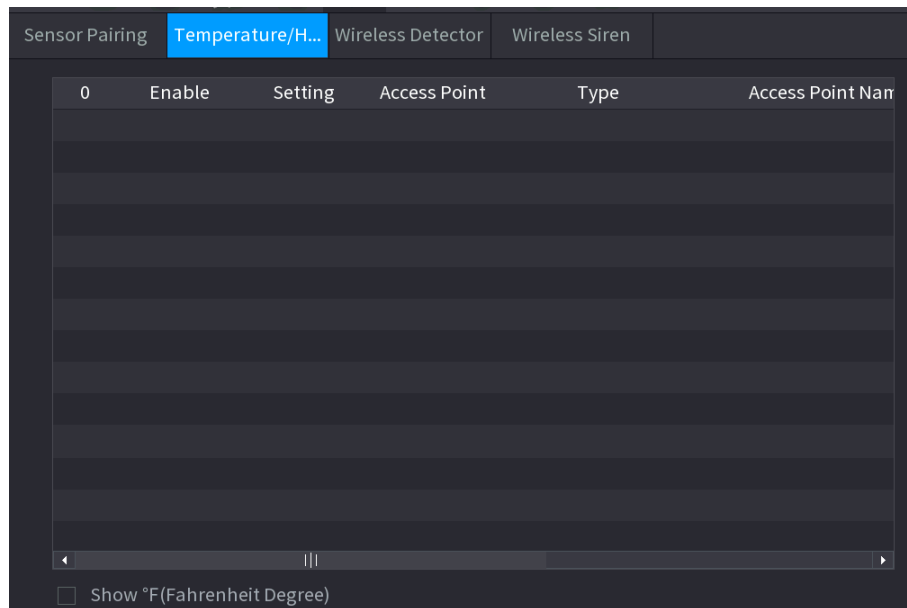 Sensor Pairing Temperature/H... Wireless Detector Wireless Siren
0 Enable Setting Access Point Type Access Point Nam
Show °F(Fahrenheit Degree)